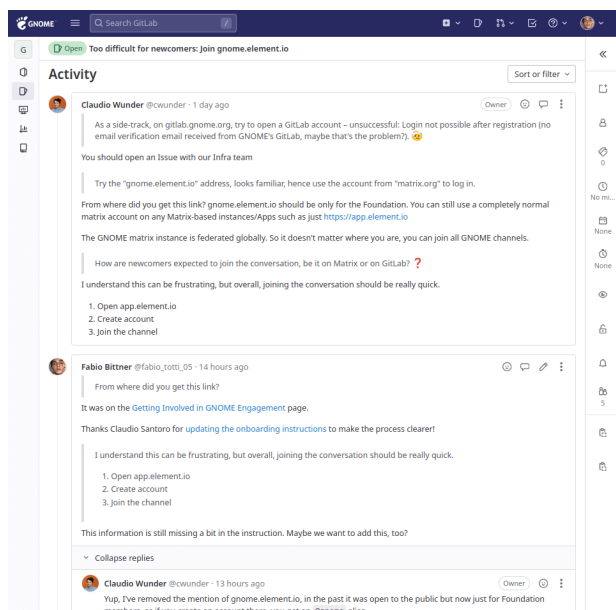 GNOME
Search GitLab
/
G
Open Too difficult for newcomers: Join gnome.element.io
Activity
Sort or filter
Claudio Wunder @cwunder · 1 day ago
Owner
As a side-track, on gitlab.gnome.org, try to open a GitLab account – unsuccessful: Login not possible after registration (no
email verification email received from GNOME's GitLab, maybe that's the problem?). 🤕
You should open an Issue with our Infra team
Try the "gnome.element.io" address, looks familiar, hence use the account from "matrix.org" to log in.
From where did you get this link? gnome.element.io should be only for the Foundation. You can still use a completely normal
matrix account on any Matrix-based instances/Apps such as just https://app.element.io
The GNOME matrix instance is federated globally. So it doesn't matter where you are, you can join all GNOME channels.
How are newcomers expected to join the conversation, be it on Matrix or on GitLab? ❓
I understand this can be frustrating, but overall, joining the conversation should be really quick.
1. Open app.element.io
2. Create account
3. Join the channel
Fabio Bittner @fabio_totti_05 · 14 hours ago
From where did you get this link?
It was on the Getting Involved in GNOME Engagement page.
Thanks Claudio Santoro for updating the onboarding instructions to make the process clearer!
I understand this can be frustrating, but overall, joining the conversation should be really quick.
1. Open app.element.io
2. Create account
3. Join the channel
This information is still missing a bit in the instruction. Maybe we want to add this, too?
Collapse replies
Claudio Wunder @cwunder · 13 hours ago
Owner
Yup, I've removed the mention of gnome.element.io, in the past it was open to the public but now just for Foundation
0
No mi...
None
None
5